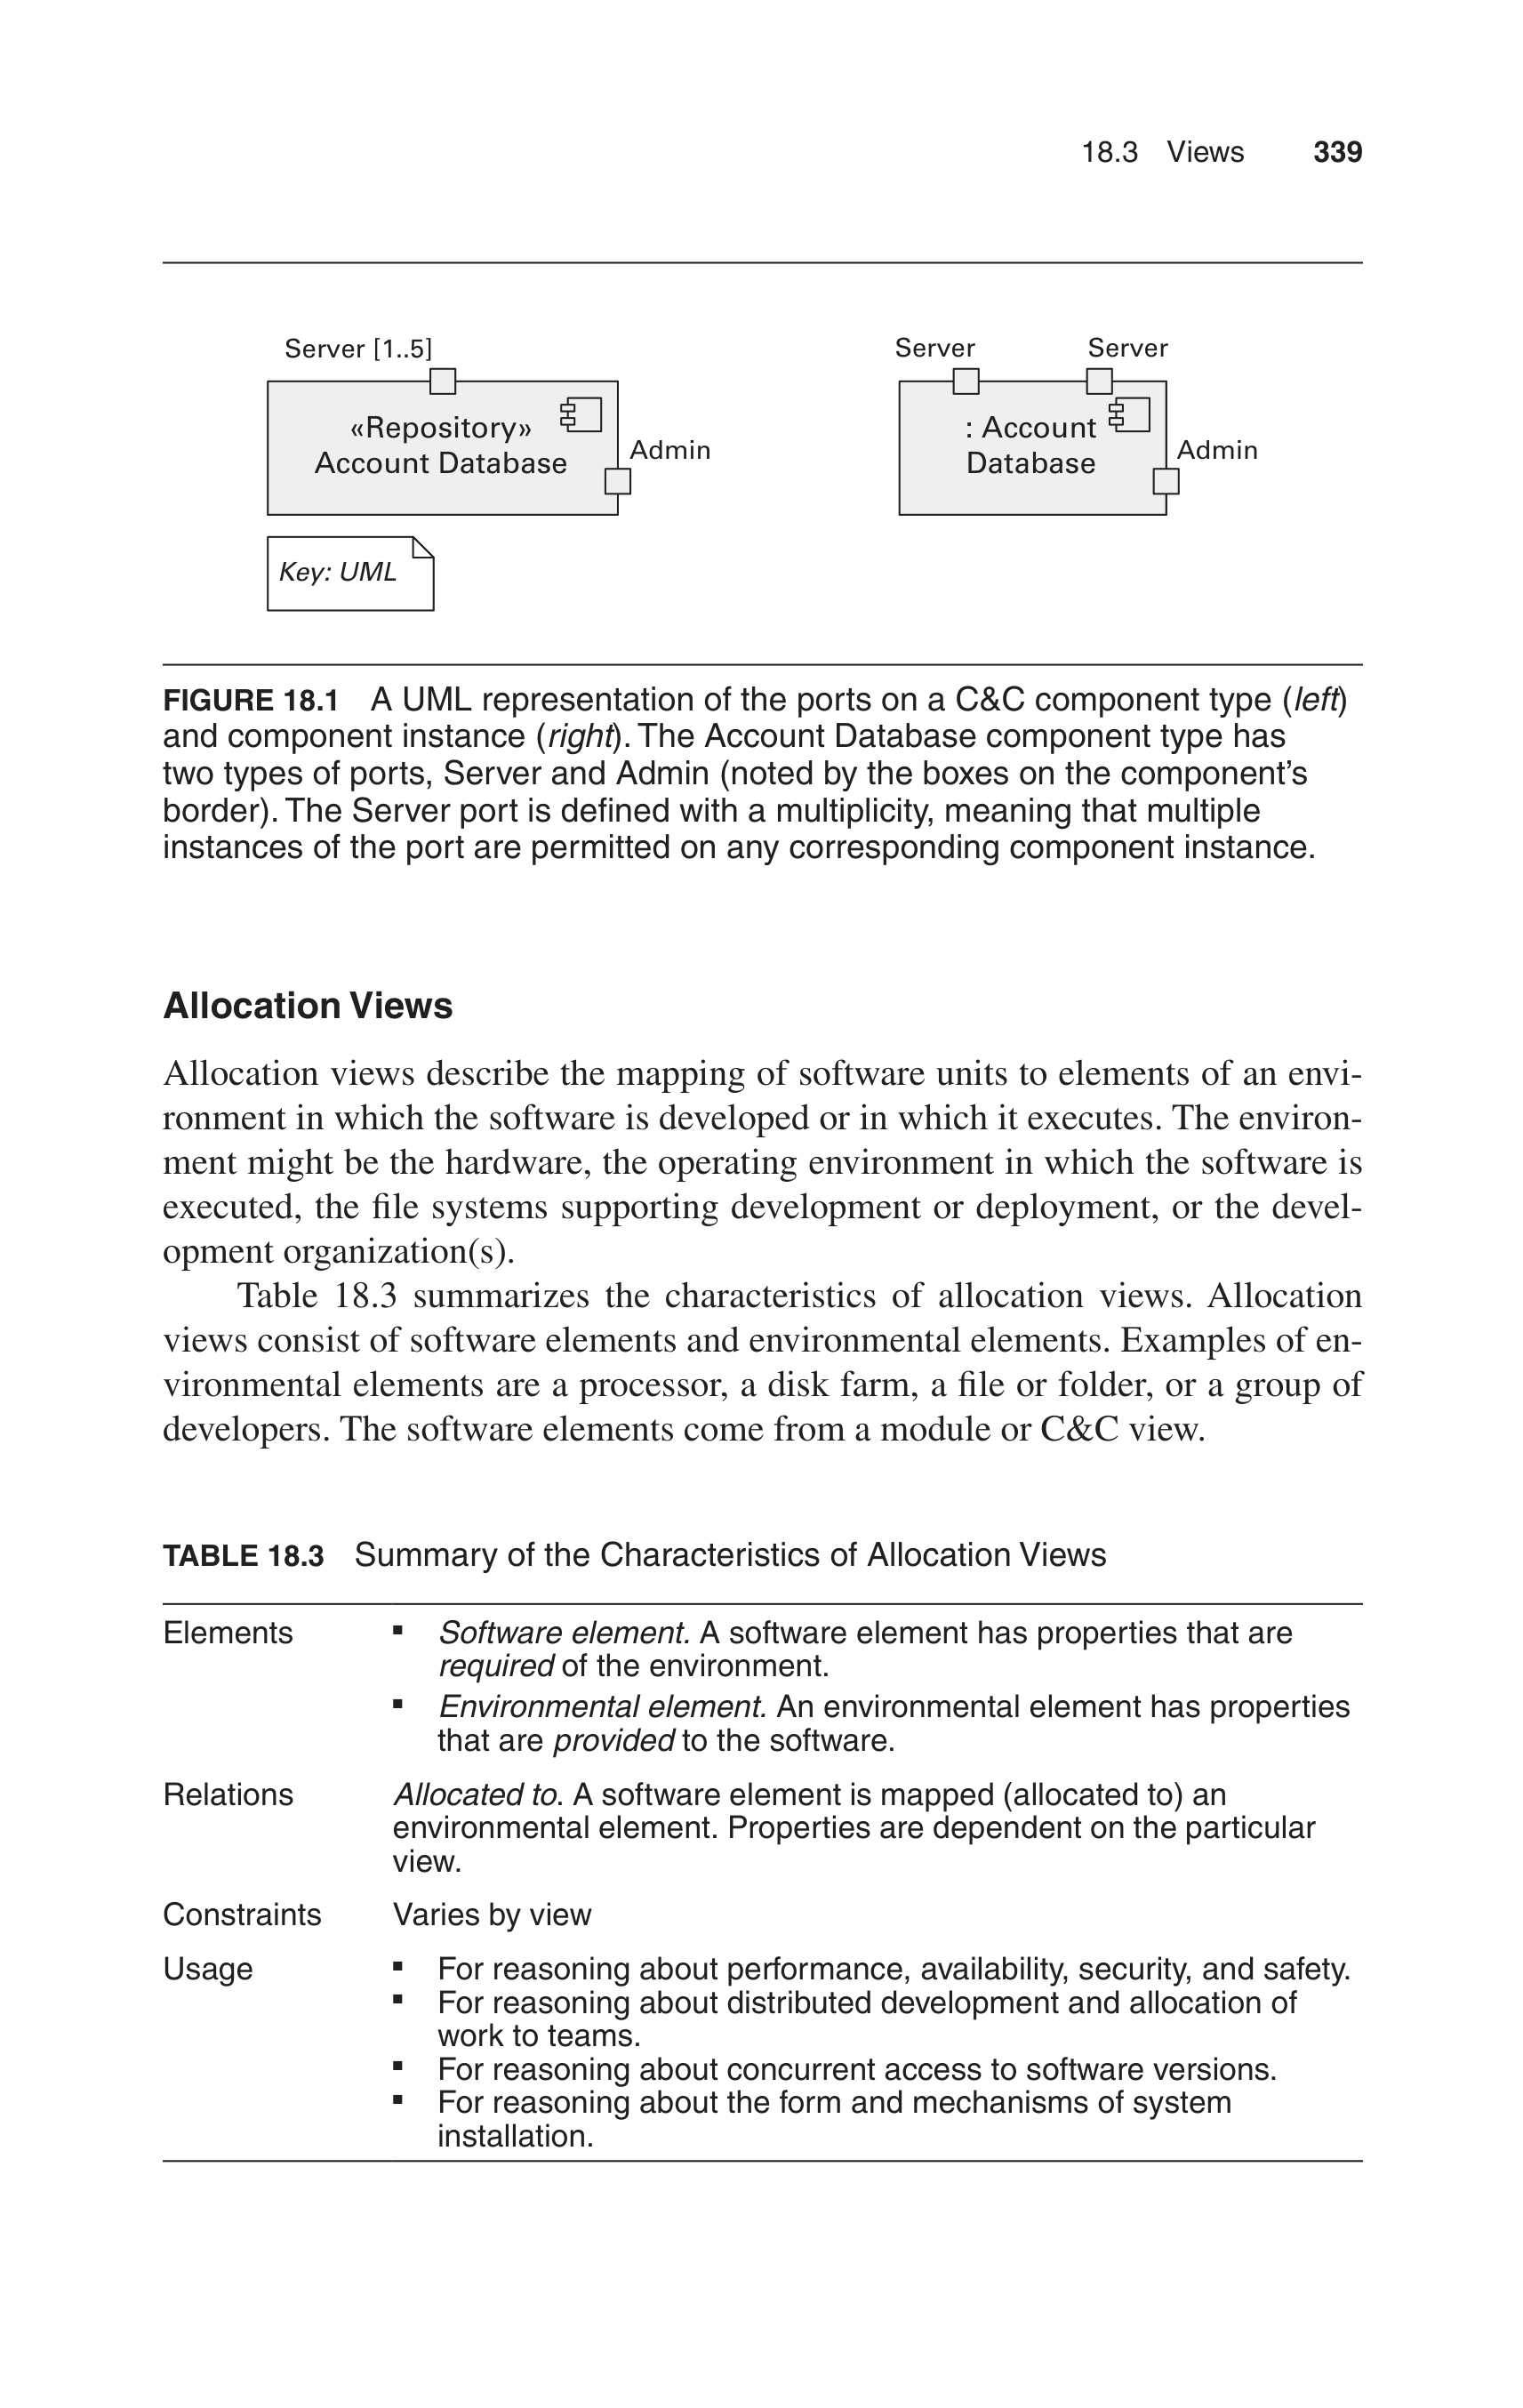 18.3 Views 339
Server [1..5]
«Repository»
Account Database
Admin
Key: UML
Server Server
: Account
Database
Admin
FIGURE 18.1 A UML representation of the ports on a C&C component type (left)
and component instance (right). The Account Database component type has
two types of ports, Server and Admin (noted by the boxes on the component’s
border). The Server port is defined with a multiplicity, meaning that multiple
instances of the port are permitted on any corresponding component instance.
Allocation Views
Allocation views describe the mapping of software units to elements of an envi-
ronment in which the software is developed or in which it executes. The environ-
ment might be the hardware, the operating environment in which the software is
executed, the file systems supporting development or deployment, or the devel-
opment organization(s).
Table 18.3 summarizes the characteristics of allocation views. Allocation
views consist of software elements and environmental elements. Examples of en-
vironmental elements are a processor, a disk farm, a file or folder, or a group of
developers. The software elements come from a module or C&C view.
TABLE 18.3 Summary of the Characteristics of Allocation Views
Elements ▪ Software element. A software element has properties that are
required of the environment.
▪ Environmental element. An environmental element has properties
that are provided to the software.
Relations Allocated to. A software element is mapped (allocated to) an
environmental element. Properties are dependent on the particular
view.
Constraints Varies by view
Usage ▪ For reasoning about performance, availability, security, and safety.
▪ For reasoning about distributed development and allocation of
work to teams.
▪ For reasoning about concurrent access to software versions.
▪ For reasoning about the form and mechanisms of system
installation.